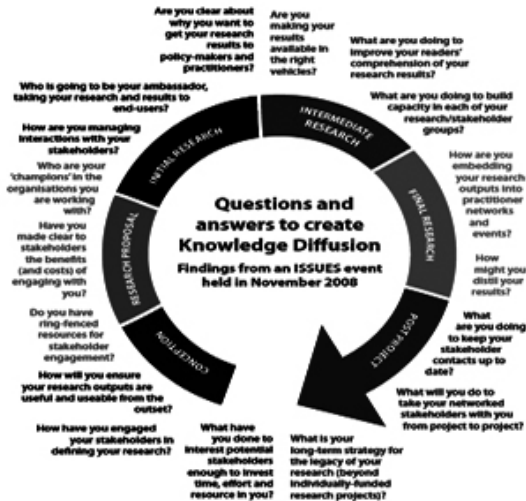 Are you clear about
why you want to
get your research
results to
policy-makers and
practitioners?
Are you
making your
results
available in
the right
vehicles?
What are you doing to
improve your readers'
comprehension of your
research results?
What are you doing to build
capacity in each of your
research/stakeholder
groups?
How are you
embedding
your research
outputs into
practitioner
networks
and
events?
How
might you
distil your
results?
What
are you doing
to keep your
stakeholder
contacts up to
date?
What will you do to
take your networked
stakeholders with you
from project to project?
What is your
long-term strategy for
the legacy of your
research (beyond
individually-funded
research projects)?
What have
you done to
interest potential
stakeholders
enough to invest
time, effort and
resource in you?
How have you engaged
your stakeholders in
defining your research?
How will you ensure
your research outputs are
useful and useable from the
outset?
Do you have
ring-fenced
resources for
stakeholder
engagement?
Have you
made clear to
stakeholders
the benefits
(and costs) of
engaging with
you?
Who are your
'champions' in the
organisations you
are working
with?
How are you managing
interactions with your
stakeholders?
Who is going to be your ambassador,
taking your research and results to
end-users?
CONCEPTION
RESEARCH PROPOSAL
INITIAL RESEARCH
INTERMEDIATE
RESEARCH
FINAL RESEARCH
POST PROJECT
Questions and
answers to create
Knowledge Diffusion
Findings from an ISSUES event
held in November 2008